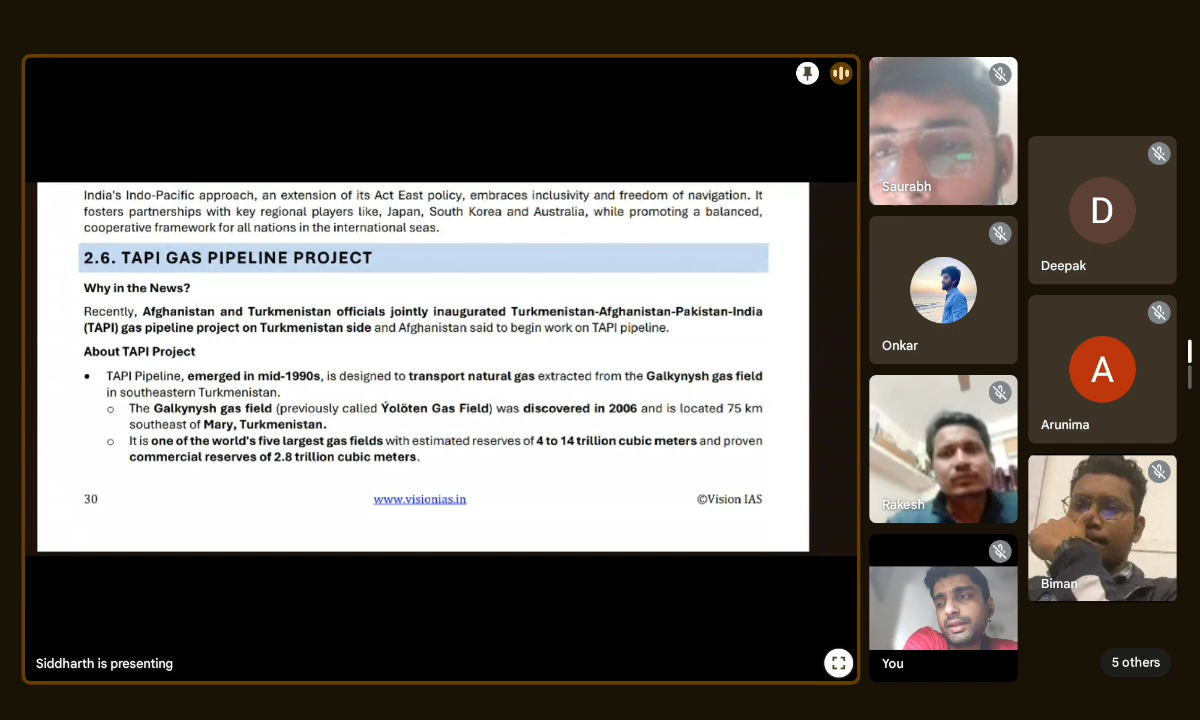 India's Indo-Pacific approach, an extension of its Act East policy, embraces inclusivity and freedom of navigation. It
fosters partnerships with key regional players like, Japan, South Korea and Australia, while promoting a balanced,
cooperative framework for all nations in the international seas.
2.6. TAPI GAS PIPELINE PROJECT
Why in the News?
Recently, Afghanistan and Turkmenistan officials jointly inaugurated Turkmenistan-Afghanistan-Pakistan-India
(TAPI) gas pipeline project on Turkmenistan side and Afghanistan said to begin work on TAPI pipeline.
About TAPI Project
• TAPI Pipeline, emerged in mid-1990s, is designed to transport natural gas extracted from the Galkynysh gas field
in southeastern Turkmenistan.
o The Galkynysh gas field (previously called Ýolöten Gas Field) was discovered in 2006 and is located 75 km
southeast of Mary, Turkmenistan.
o It is one of the world's five largest gas fields with estimated reserves of 4 to 14 trillion cubic meters and proven
commercial reserves of 2.8 trillion cubic meters.
30 www.visionias.in ©Vision IAS
Siddharth is presenting
Saurabh
Onkar
Rakesh
You
D
Deepak
A
Arunima
Biman
5 others